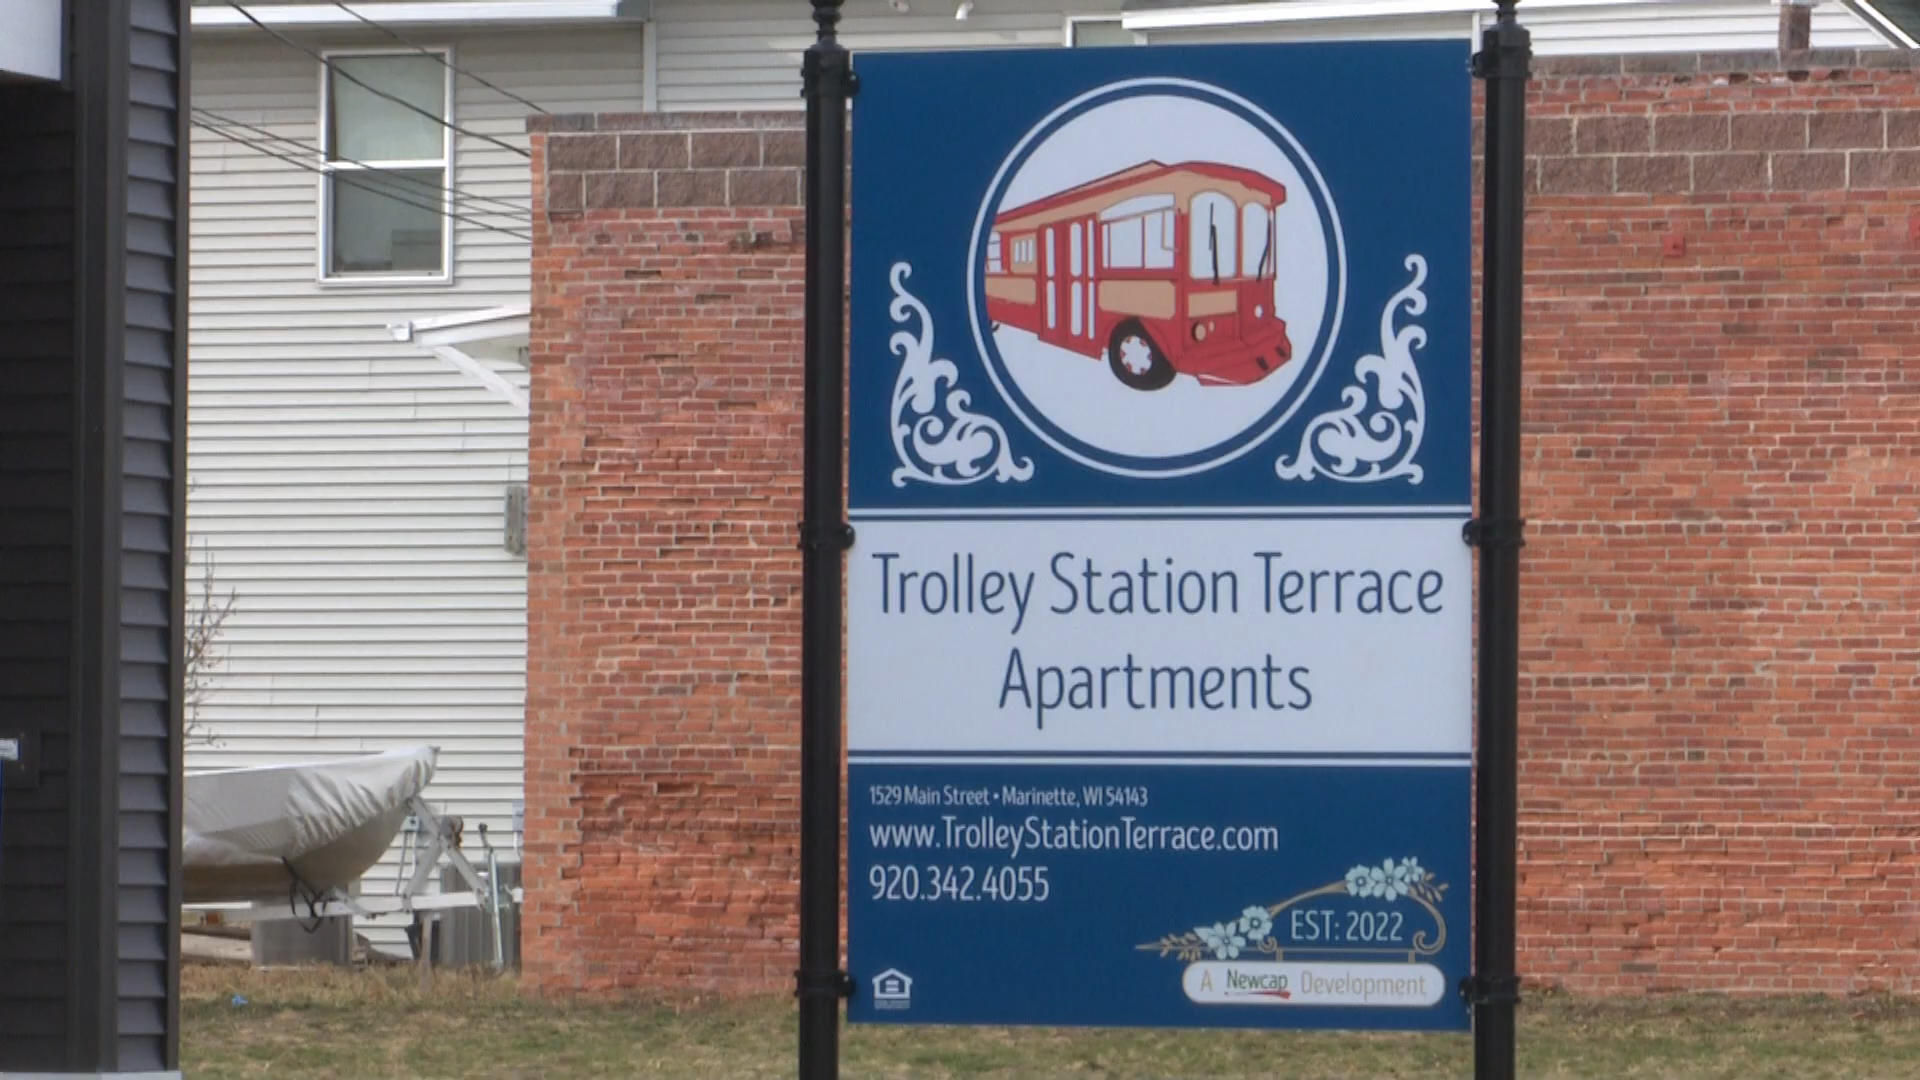 Trolley Station Terrace
Apartments
1529 Main Street • Marinette, WI 54143
www.TrolleyStationTerrace.com
920.342.4055
EST: 2022
A Newcap Development